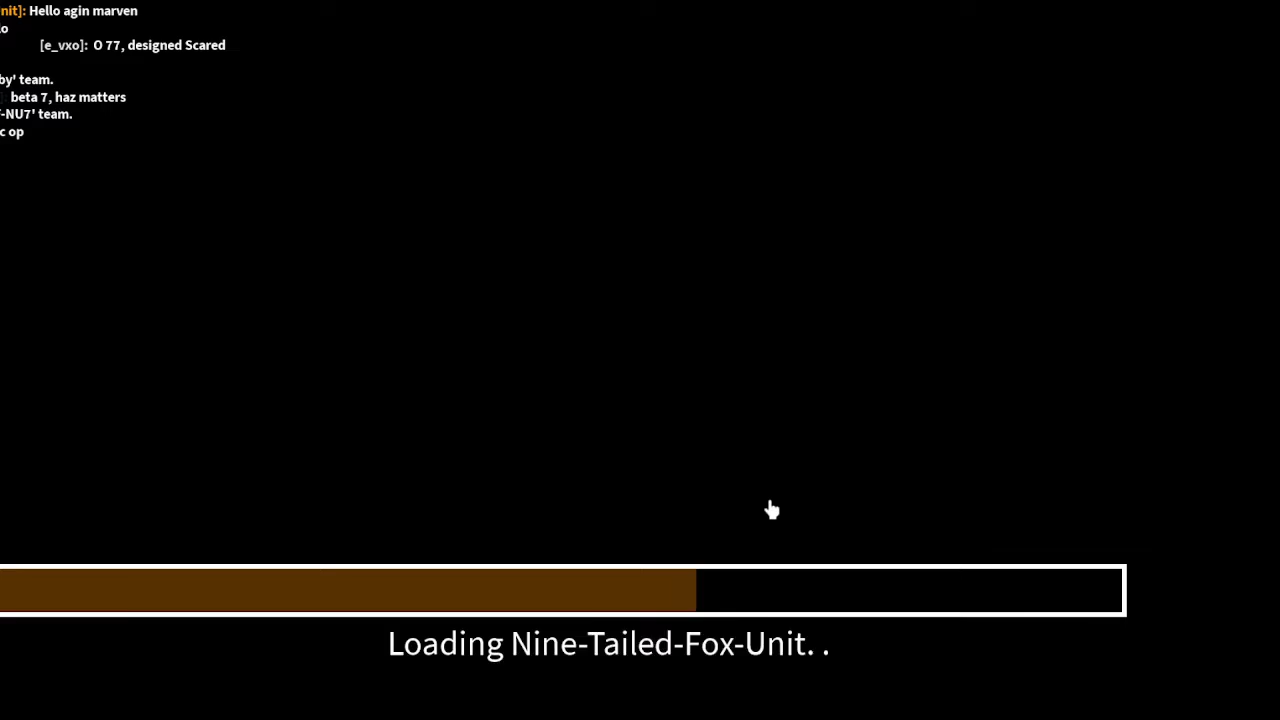 nit]: Hello agin marven
lo
[e_vxo]: O 77, designed Scared
by' team.
beta 7, haz matters
-NU7' team.
c op
Loading Nine-Tailed-Fox-Unit. .